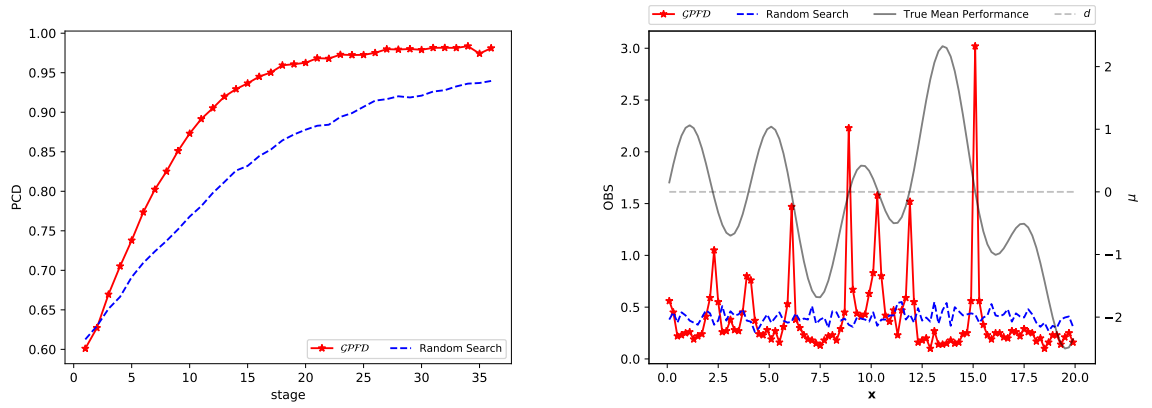 1.00
0.95
0.90
0.85
0.80
0.75
0.70
0.65
0.60
PCD
0 5 10 15 20 25 30 35
stage
GPFD Random Search
GPFD Random Search True Mean Performance d
3.0
2.5
2.0
1.5
1.0
0.5
0.0
OBS
2
1
0
−1
−2
μ
0.0 2.5 5.0 7.5 10.0 12.5 15.0 17.5 20.0
x